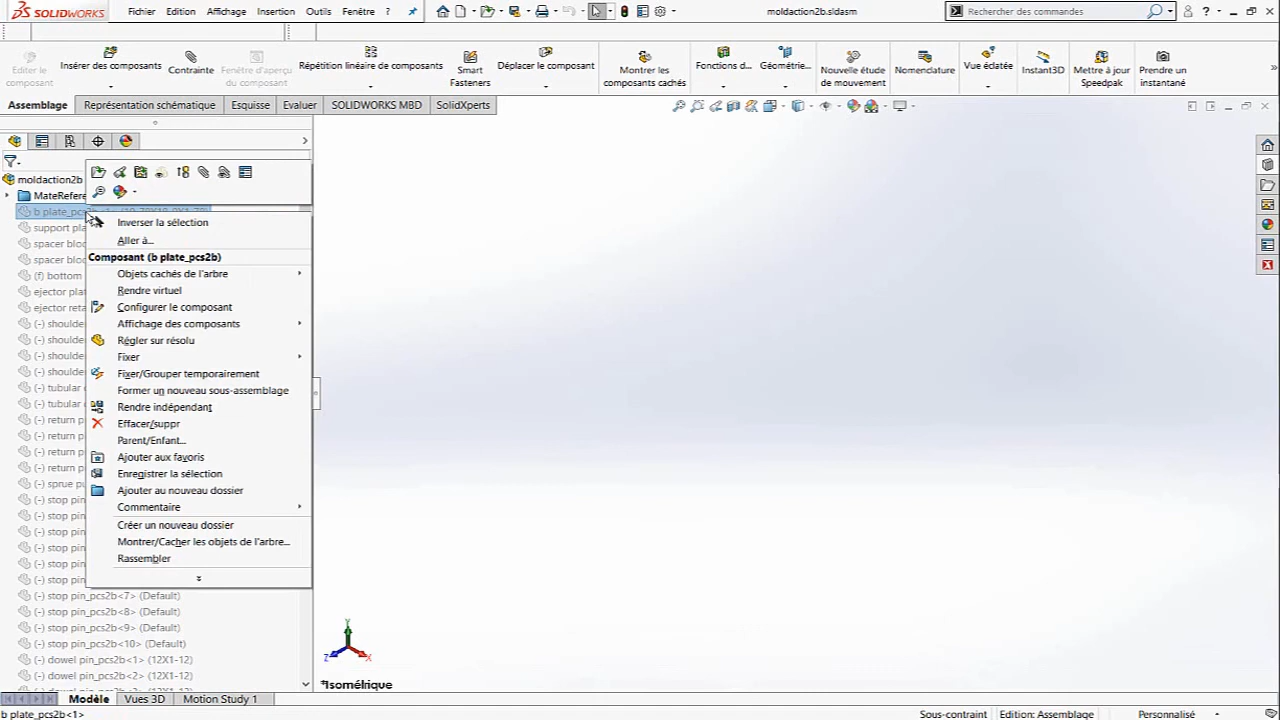 SOLIDWORKS
Fichier Edition Affichage Insertion Outils Fenêtre ?
moldaction2b.sldasm
Rechercher des commandes
Editer le composant
Insérer des composants
Contrainte
Fenêtre d'aperçu du composant
Répétition linéaire de composants
Smart Fasteners
Déplacer le composant
Montrer les composants cachés
Fonctions d...
Géométrie...
Nouvelle étude de mouvement
Nomenclature
Vue éclatée
Instant3D
Mettre à jour Speedpak
Prendre un instantané
Assemblage Représentation schématique Esquisse Evaluer SOLIDWORKS MBD SolidXperts
moldaction2b
MateRefere
b plate_pcs
support pla
spacer bloc
spacer bloc
(f) bottom
ejector plat
ejector reta
(-) shoulde
(-) shoulde
(-) shoulde
(-) shoulde
(-) tubular
(-) tubular
(-) return p
(-) return p
(-) return p
(-) return p
(-) sprue pu
(-) stop pin
(-) stop pin
(-) stop pin
(-) stop pin
(-) stop pin
(-) stop pin
(-) stop pin_pcs2b<7> (Default)
(-) stop pin_pcs2b<8> (Default)
(-) stop pin_pcs2b<9> (Default)
(-) stop pin_pcs2b<10> (Default)
(-) dowel pin_pcs2b<1> (12X1-12)
(-) dowel pin_pcs2b<2> (12X1-12)
Inverser la sélection
Aller à...
Composant (b plate_pcs2b)
Objets cachés de l'arbre
Rendre virtuel
Configurer le composant
Affichage des composants
Régler sur résolu
Fixer
Fixer/Grouper temporairement
Former un nouveau sous-assemblage
Rendre indépendant
Effacer/suppr
Parent/Enfant...
Ajouter aux favoris
Enregistrer la sélection
Ajouter au nouveau dossier
Commentaire
Créer un nouveau dossier
Montrer/Cacher les objets de l'arbre...
Rassembler
Y
Z
X
*Isométrique
Modèle Vues 3D Motion Study 1
b plate_pcs2b<1>
Sous-contraint
Edition: Assemblage
Personnalisé